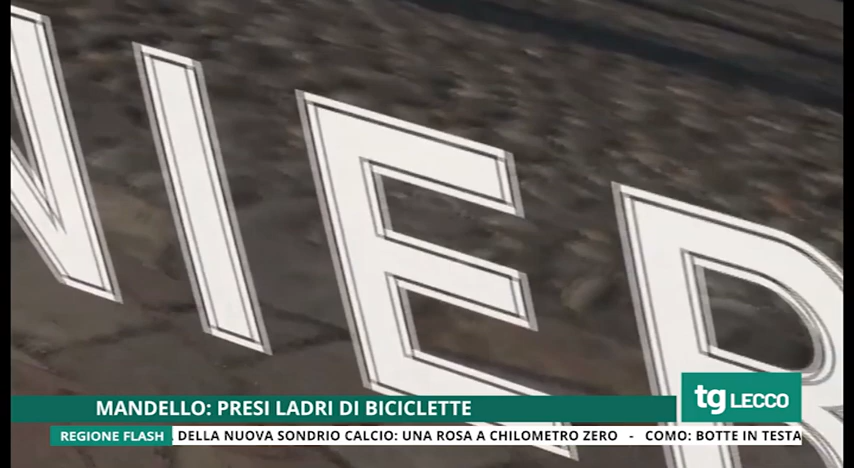 NIER
MANDELLO: PRESI LADRI DI BICICLETTE
tg LECCO
REGIONE FLASH . DELLA NUOVA SONDRIO CALCIO: UNA ROSA A CHILOMETRO ZERO - COMO: BOTTE IN TESTA